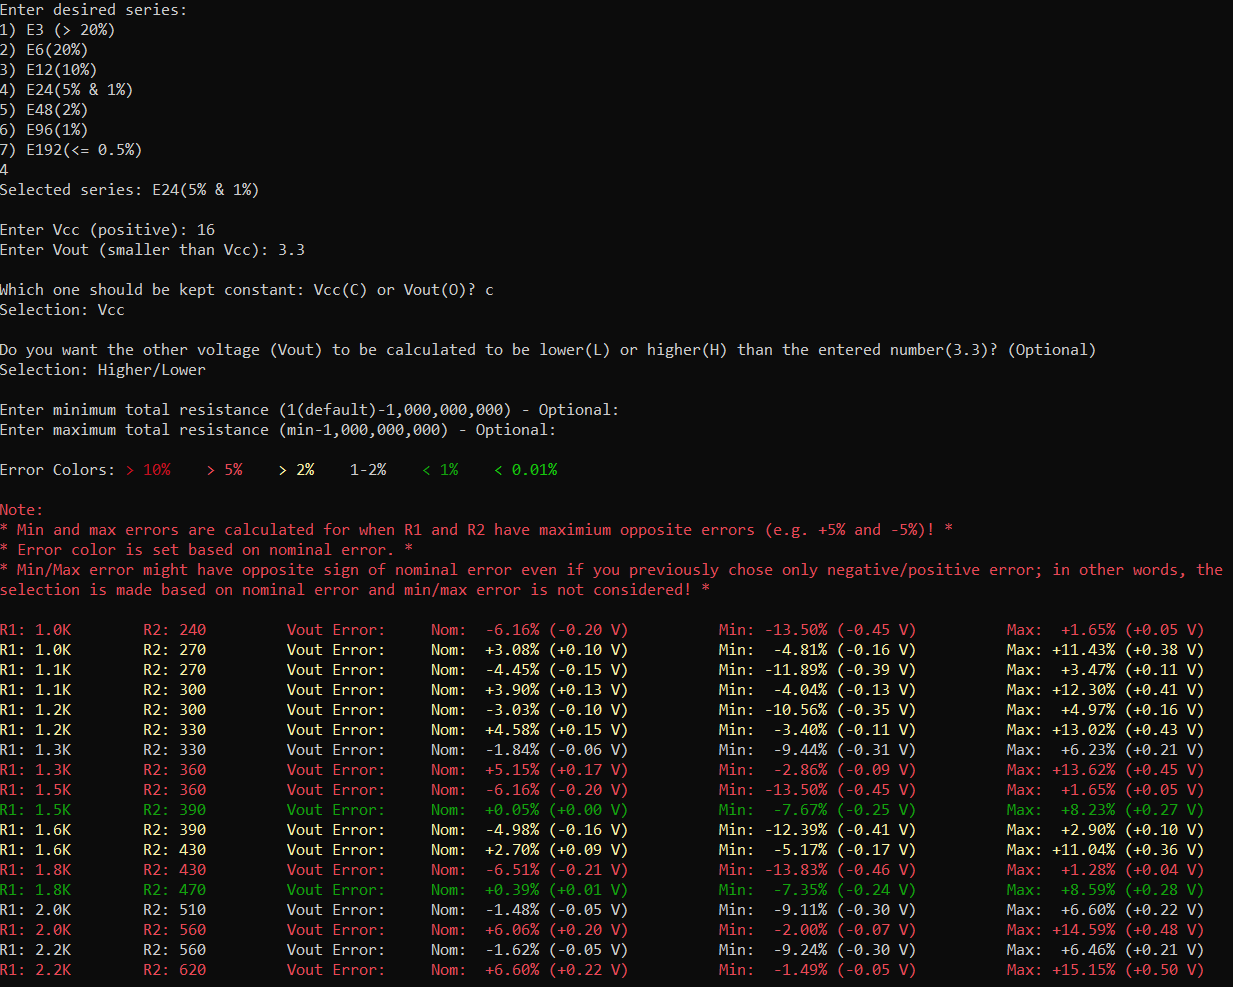 Enter desired series:
1) E3 (> 20%)
2) E6(20%)
3) E12(10%)
4) E24(5% & 1%)
5) E48(2%)
6) E96(1%)
7) E192(<= 0.5%)
4
Selected series: E24(5% & 1%)
Enter Vcc (positive): 16
Enter Vout (smaller than Vcc): 3.3
Which one should be kept constant: Vcc(C) or Vout(O)? c
Selection: Vcc
Do you want the other voltage (Vout) to be calculated to be lower(L) or higher(H) than the entered number(3.3)? (Optional)
Selection: Higher/Lower
Enter minimum total resistance (1(default)-1,000,000,000) - Optional:
Enter maximum total resistance (min-1,000,000,000) - Optional:
Error Colors: > 10% > 5% > 2% 1-2% < 1% < 0.01%
Note:
* Min and max errors are calculated for when R1 and R2 have maximium opposite errors (e.g. +5% and -5%)! *
* Error color is set based on nominal error. *
* Min/Max error might have opposite sign of nominal error even if you previously chose only negative/positive error; in other words, the
selection is made based on nominal error and min/max error is not considered! *
R1: 1.0K R2: 240 Vout Error: Nom: -6.16% (-0.20 V) Min: -13.50% (-0.45 V) Max: +1.65% (+0.05 V)
R1: 1.0K R2: 270 Vout Error: Nom: +3.08% (+0.10 V) Min: -4.81% (-0.16 V) Max: +11.43% (+0.38 V)
R1: 1.1K R2: 270 Vout Error: Nom: -4.45% (-0.15 V) Min: -11.89% (-0.39 V) Max: +3.47% (+0.11 V)
R1: 1.1K R2: 300 Vout Error: Nom: +3.90% (+0.13 V) Min: -4.04% (-0.13 V) Max: +12.30% (+0.41 V)
R1: 1.2K R2: 300 Vout Error: Nom: -3.03% (-0.10 V) Min: -10.56% (-0.35 V) Max: +4.97% (+0.16 V)
R1: 1.2K R2: 330 Vout Error: Nom: +4.58% (+0.15 V) Min: -3.40% (-0.11 V) Max: +13.02% (+0.43 V)
R1: 1.3K R2: 330 Vout Error: Nom: -1.84% (-0.06 V) Min: -9.44% (-0.31 V) Max: +6.23% (+0.21 V)
R1: 1.3K R2: 360 Vout Error: Nom: +5.15% (+0.17 V) Min: -2.86% (-0.09 V) Max: +13.62% (+0.45 V)
R1: 1.5K R2: 360 Vout Error: Nom: -6.16% (-0.20 V) Min: -13.50% (-0.45 V) Max: +1.65% (+0.05 V)
R1: 1.5K R2: 390 Vout Error: Nom: +0.05% (+0.00 V) Min: -7.67% (-0.25 V) Max: +8.23% (+0.27 V)
R1: 1.6K R2: 390 Vout Error: Nom: -4.98% (-0.16 V) Min: -12.39% (-0.41 V) Max: +2.90% (+0.10 V)
R1: 1.6K R2: 430 Vout Error: Nom: +2.70% (+0.09 V) Min: -5.17% (-0.17 V) Max: +11.04% (+0.36 V)
R1: 1.8K R2: 430 Vout Error: Nom: -6.51% (-0.21 V) Min: -13.83% (-0.46 V) Max: +1.28% (+0.04 V)
R1: 1.8K R2: 470 Vout Error: Nom: +0.39% (+0.01 V) Min: -7.35% (-0.24 V) Max: +8.59% (+0.28 V)
R1: 2.0K R2: 510 Vout Error: Nom: -1.48% (-0.05 V) Min: -9.11% (-0.30 V) Max: +6.60% (+0.22 V)
R1: 2.0K R2: 560 Vout Error: Nom: +6.06% (+0.20 V) Min: -2.00% (-0.07 V) Max: +14.59% (+0.48 V)
R1: 2.2K R2: 560 Vout Error: Nom: -1.62% (-0.05 V) Min: -9.24% (-0.30 V) Max: +6.46% (+0.21 V)
R1: 2.2K R2: 620 Vout Error: Nom: +6.60% (+0.22 V) Min: -1.49% (-0.05 V) Max: +15.15% (+0.50 V)